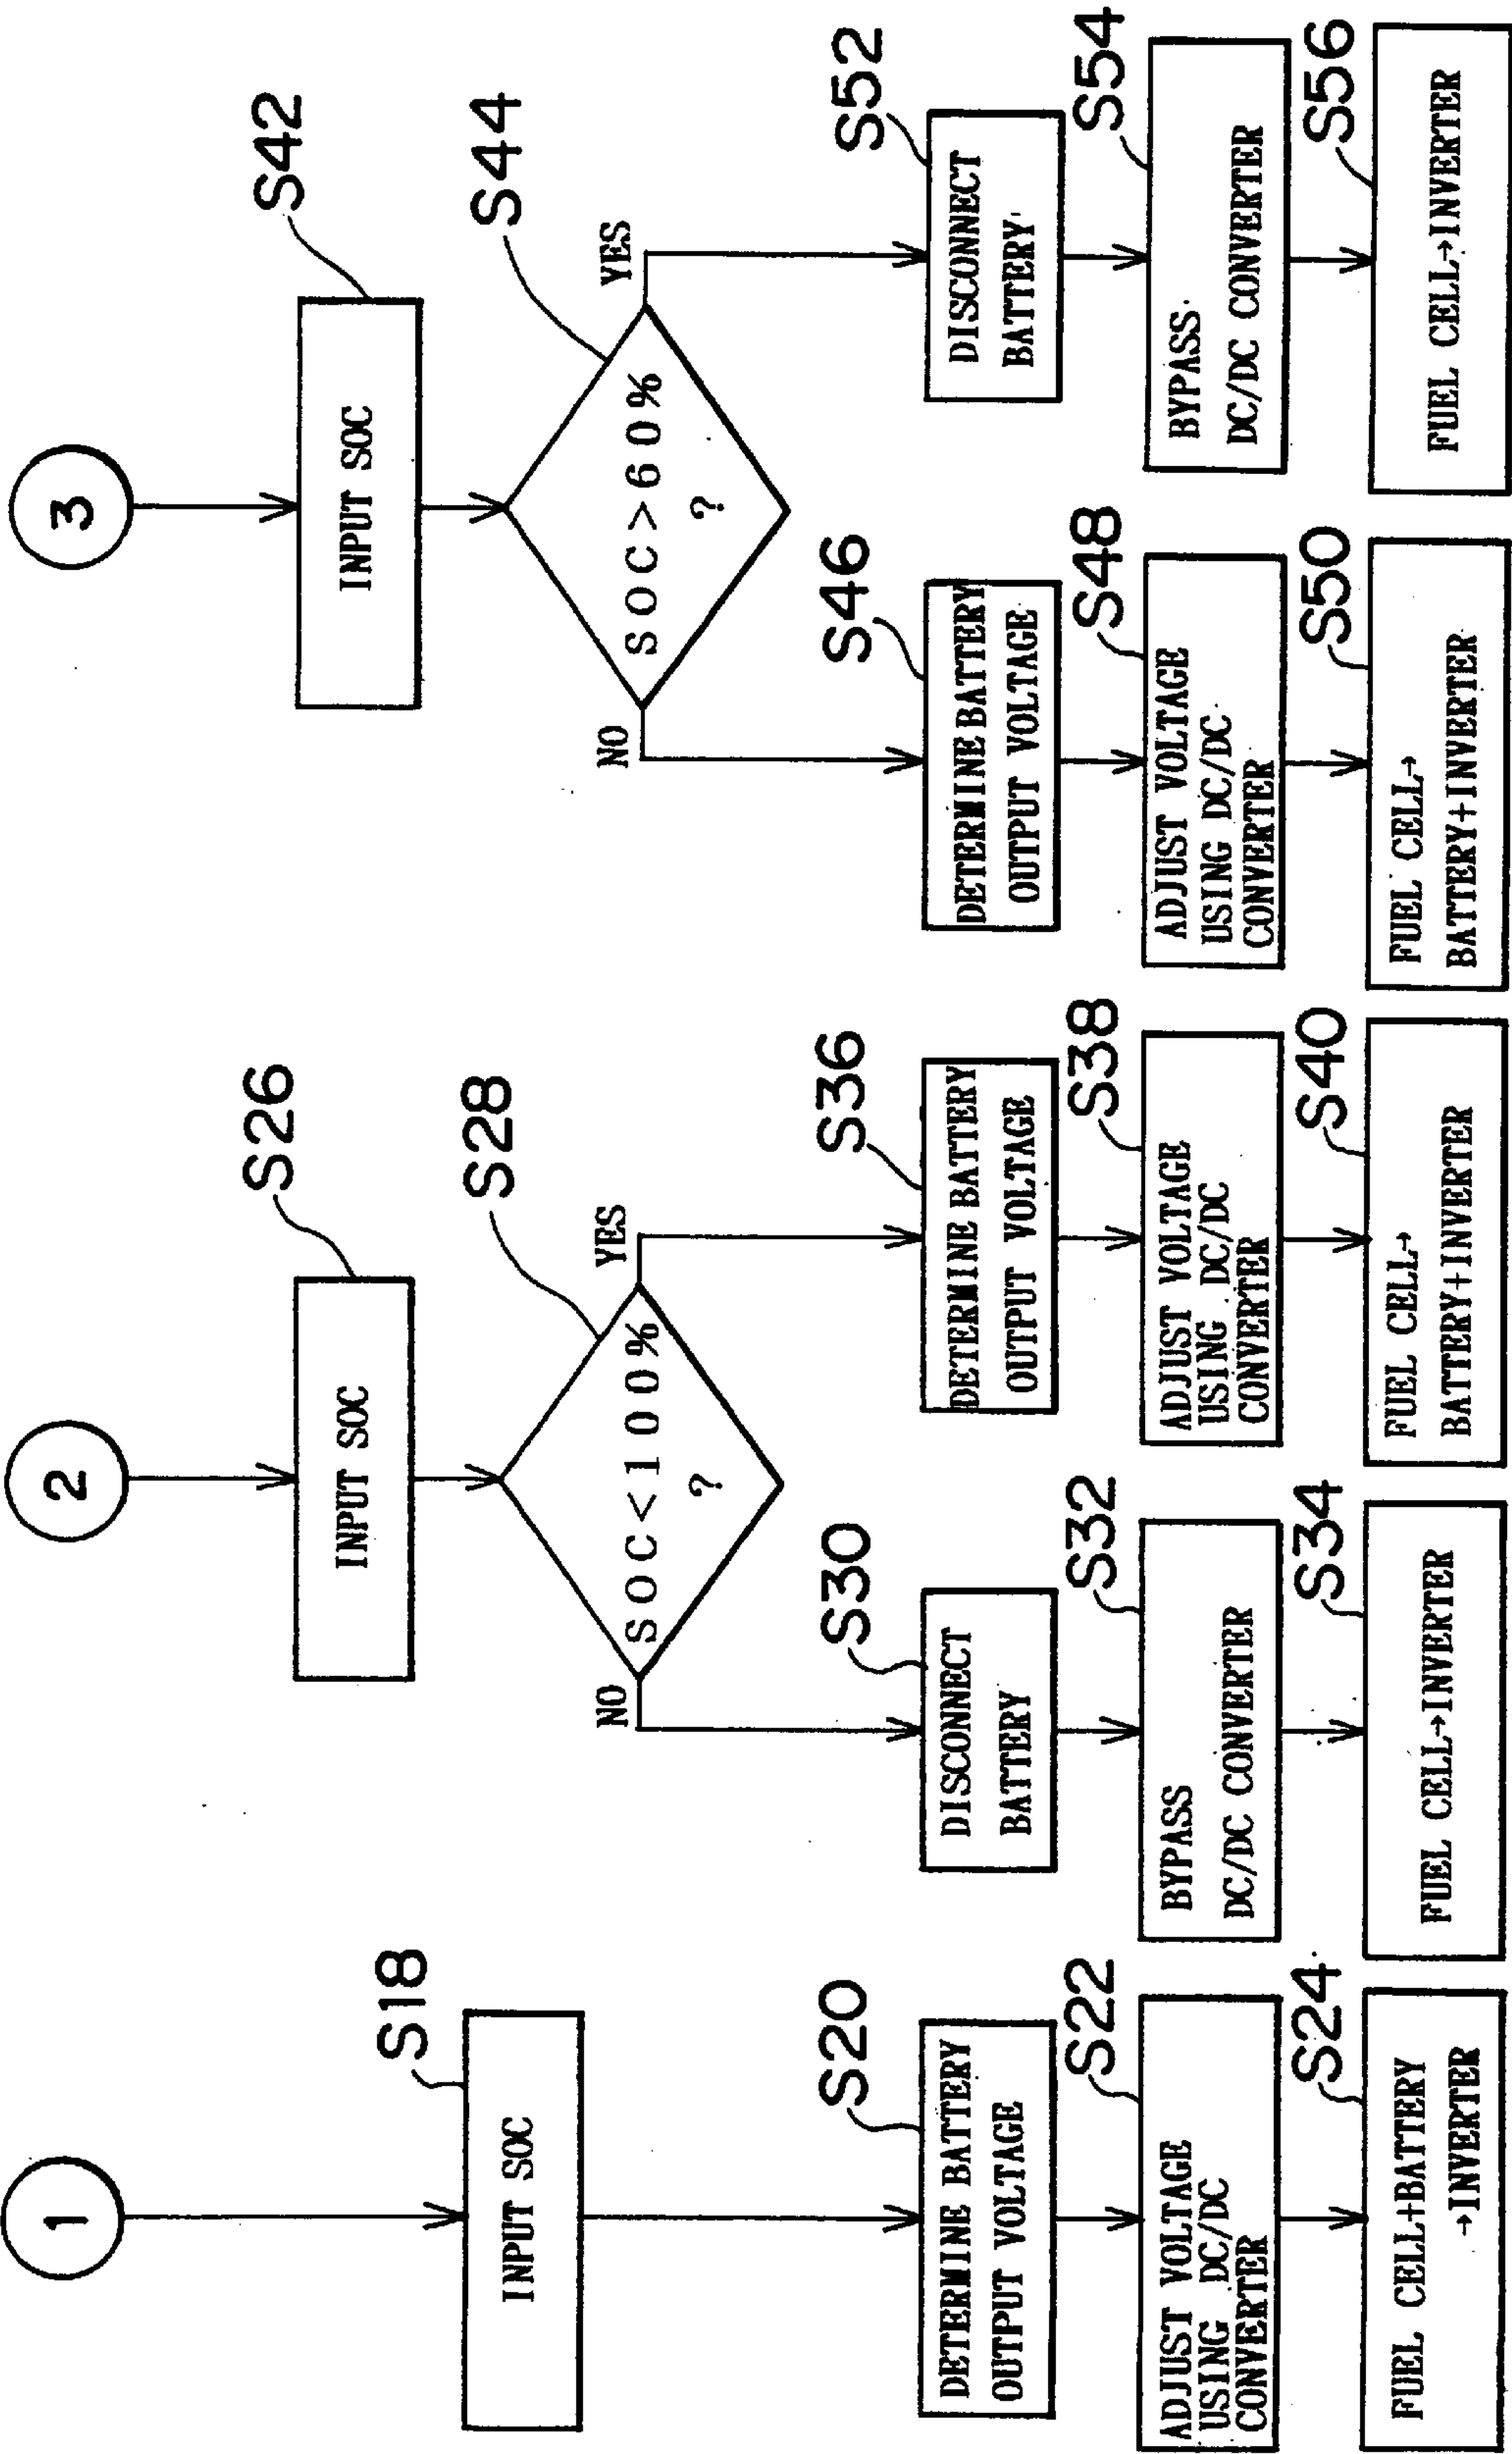 1
S18
INPUT SOC
S20
DETERMINE BATTERY
OUTPUT VOLTAGE
S22
ADJUST VOLTAGE
USING DC/DC
CONVERTER
S24
FUEL CELL+BATTERY
→INVERTER
2
S26
INPUT SOC
S28
SOC<100%
?
NO
YES
S30
DISCONNECT
BATTERY
S32
BYPASS
DC/DC CONVERTER
S34
FUEL CELL→INVERTER
S36
DETERMINE BATTERY
OUTPUT VOLTAGE
S38
ADJUST VOLTAGE
USING DC/DC
CONVERTER
S40
FUEL CELL→
BATTERY+INVERTER
3
S42
INPUT SOC
S44
SOC>60%
?
NO
YES
S46
DETERMINE BATTERY
OUTPUT VOLTAGE
S48
ADJUST VOLTAGE
USING DC/DC
CONVERTER
S50
FUEL CELL→
BATTERY+INVERTER
S52
DISCONNECT
BATTERY
S54
BYPASS
DC/DC CONVERTER
S56
FUEL CELL→INVERTER